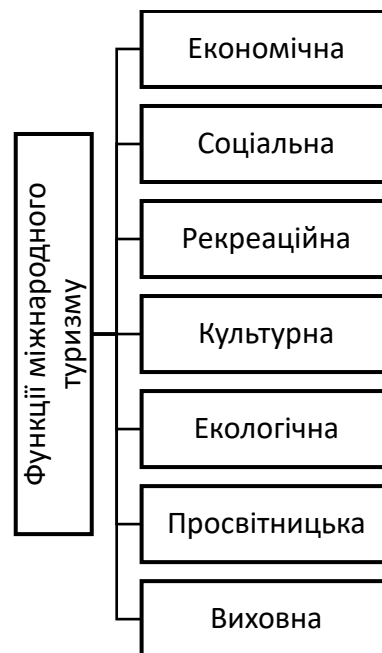 Функції міжнародного
туризму
Економічна
Соціальна
Рекреаційна
Культурна
Екологічна
Просвітницька
Виховна